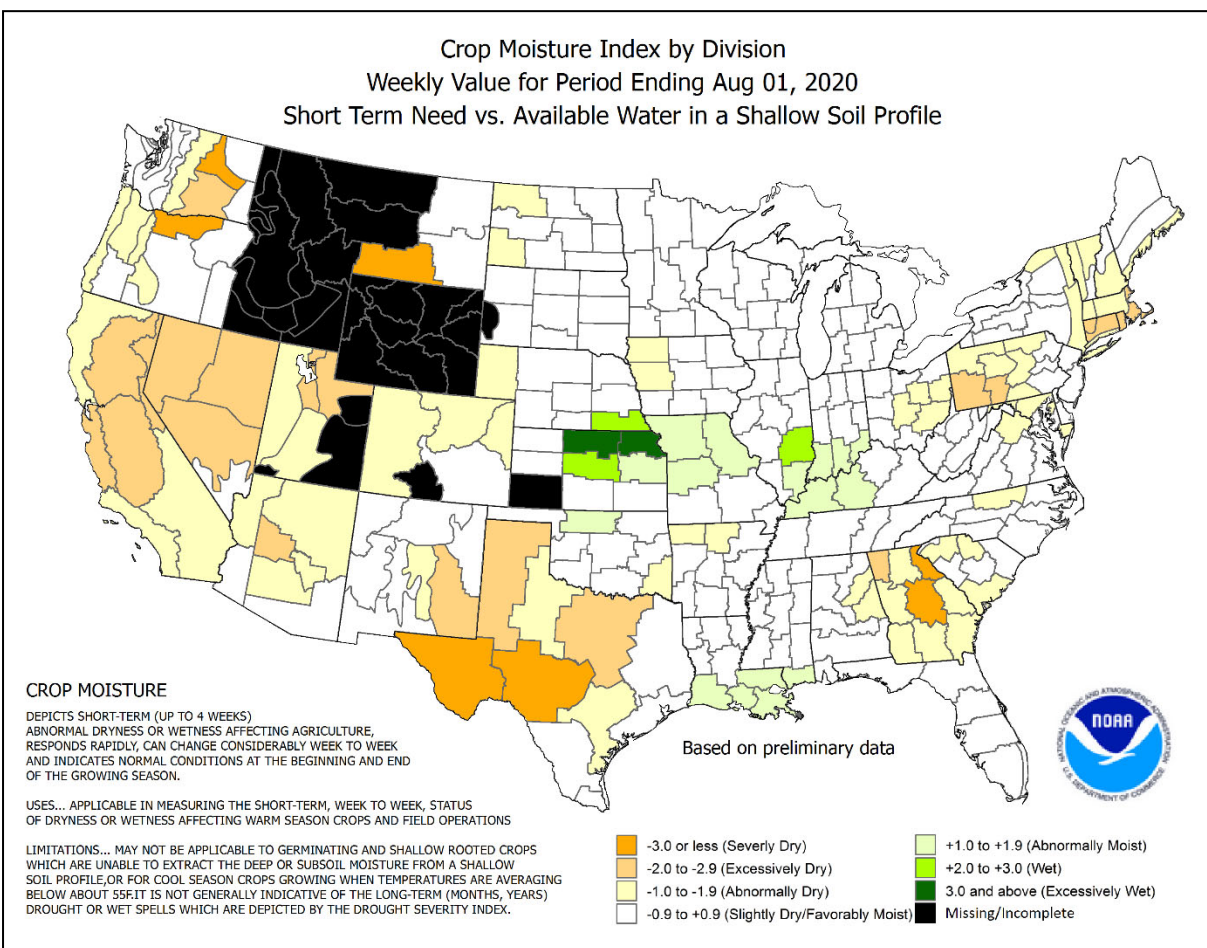 Crop Moisture Index by Division
Weekly Value for Period Ending Aug 01, 2020
Short Term Need vs. Available Water in a Shallow Soil Profile
CROP MOISTURE
DEPICTS SHORT-TERM (UP TO 4 WEEKS)
ABNORMAL DRYNESS OR WETNESS AFFECTING AGRICULTURE,
RESPONDS RAPIDLY, CAN CHANGE CONSIDERABLY WEEK TO WEEK
AND INDICATES NORMAL CONDITIONS AT THE BEGINNING AND END
OF THE GROWING SEASON.
USES... APPLICABLE IN MEASURING THE SHORT-TERM, WEEK TO WEEK, STATUS
OF DRYNESS OR WETNESS AFFECTING WARM SEASON CROPS AND FIELD OPERATIONS
LIMITATIONS... MAY NOT BE APPLICABLE TO GERMINATING AND SHALLOW ROOTED CROPS
WHICH ARE UNABLE TO EXTRACT THE DEEP OR SUBSOIL MOISTURE FROM A SHALLOW
SOIL PROFILE,OR FOR COOL SEASON CROPS GROWING WHEN TEMPERATURES ARE AVERAGING
BELOW ABOUT 55F.IT IS NOT GENERALLY INDICATIVE OF THE LONG-TERM (MONTHS, YEARS)
DROUGHT OR WET SPELLS WHICH ARE DEPICTED BY THE DROUGHT SEVERITY INDEX.
Based on preliminary data
NATIONAL OCEANIC AND ATMOSPHERIC ADMINISTRATION
NOAA
U.S. DEPARTMENT OF COMMERCE
-3.0 or less (Severly Dry)
-2.0 to -2.9 (Excessively Dry)
-1.0 to -1.9 (Abnormally Dry)
-0.9 to +0.9 (Slightly Dry/Favorably Moist)
+1.0 to +1.9 (Abnormally Moist)
+2.0 to +3.0 (Wet)
3.0 and above (Excessively Wet)
Missing/Incomplete